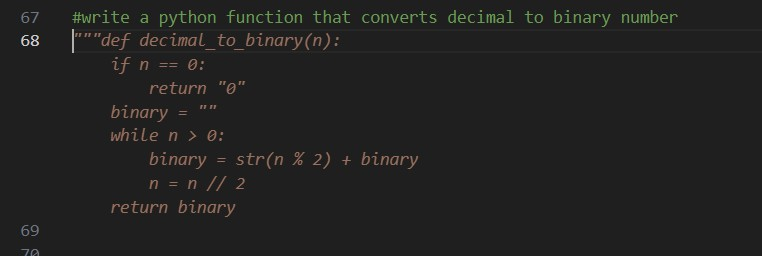 67 #write a python function that converts decimal to binary number
68 """def decimal_to_binary(n):
if n == 0:
return "0"
binary = ""
while n > 0:
binary = str(n % 2) + binary
n = n // 2
return binary
69
70